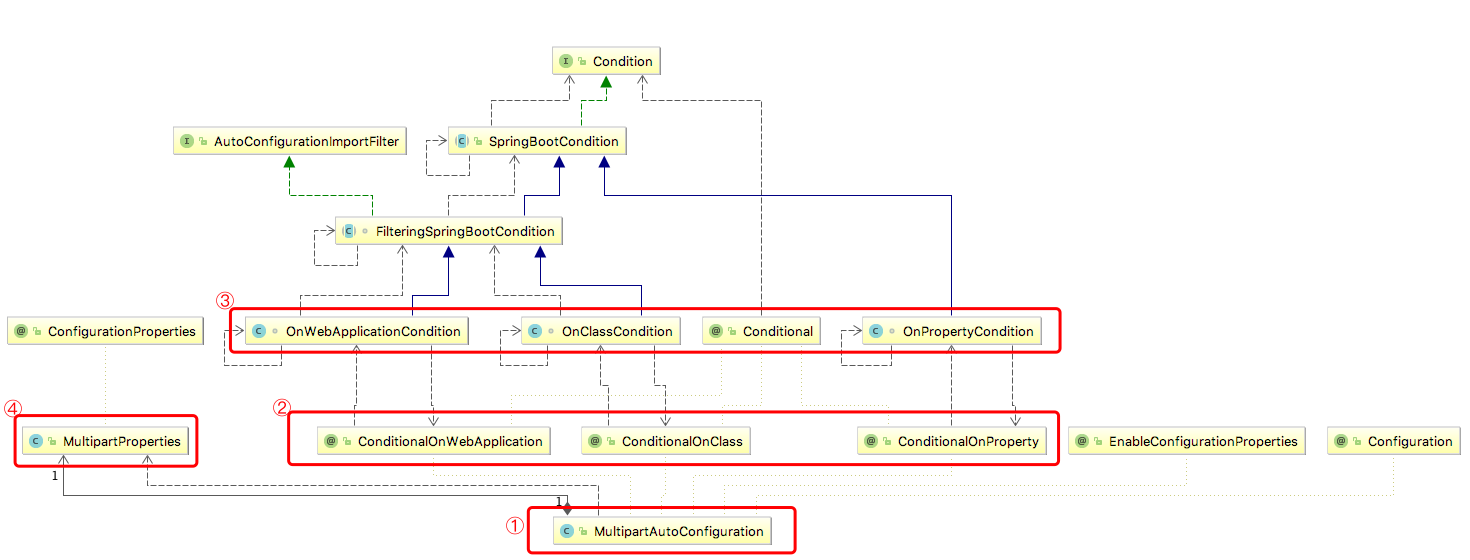 I Condition
I AutoConfigurationImportFilter
C SpringBootCondition
C FilteringSpringBootCondition
③
@ ConfigurationProperties
C OnWebApplicationCondition
C OnClassCondition
@ Conditional
C OnPropertyCondition
④
②
C MultipartProperties
@ ConditionalOnWebApplication
@ ConditionalOnClass
@ ConditionalOnProperty
@ EnableConfigurationProperties
@ Configuration
1
1
①
C MultipartAutoConfiguration